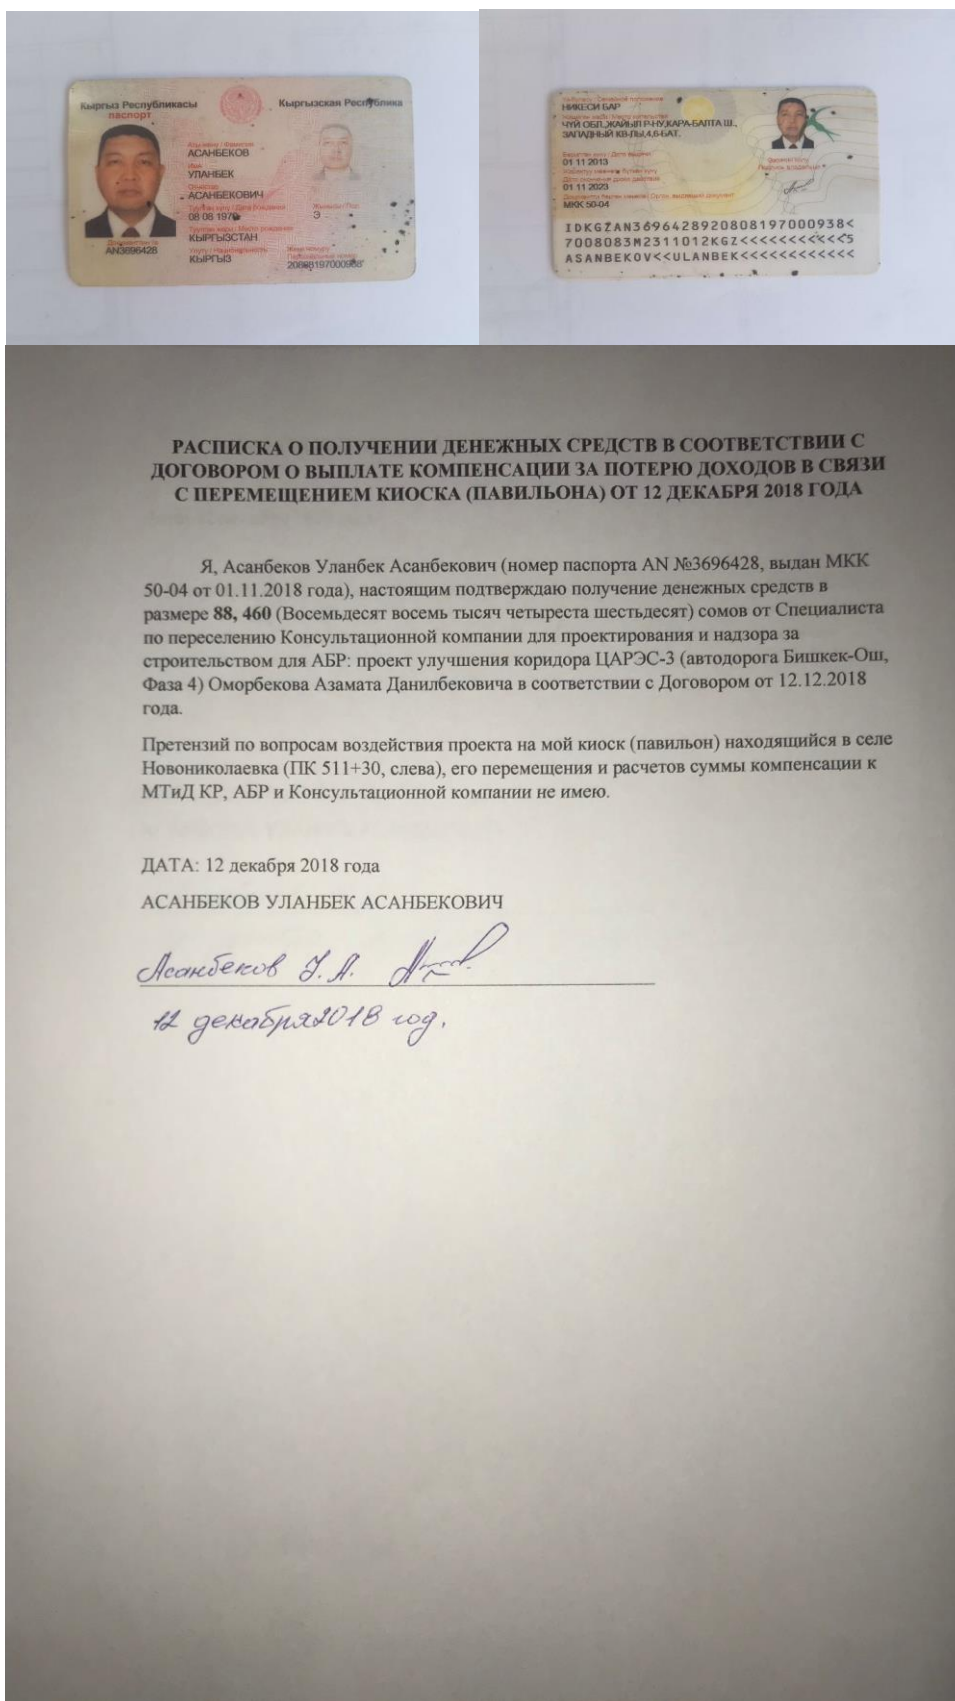 Кыргыз Республикасы Кыргызская Республика
паспорт
АСАНБЕКОВ
УЛАНБЕК
АСАНБЕКОВИЧ
08 08 1970
Э
КЫРГЫЗСТАН
AN3696428
КЫРГЫЗ
НИКЕСИ БАР
ЧҮЙ ОБЛ.,ЖАЙЫЛ Р-НУ,КАРА-БАЛТА Ш.,
ЗАПАДНЫЙ КВ-ЛЫ,4,6-БАТ.
01 11 2013
01 11 2023
МКК 50-04
IDKGZAN36964289208081970009 38<
7008083M2311012KGZ<<<<<<<<<<<5
ASANBEKOV<<ULANBEK<<<<<<<<<<<<
РАСПИСКА О ПОЛУЧЕНИИ ДЕНЕЖНЫХ СРЕДСТВ В СООТВЕТСТВИИ С
ДОГОВОРОМ О ВЫПЛАТЕ КОМПЕНСАЦИИ ЗА ПОТЕРЮ ДОХОДОВ В СВЯЗИ
С ПЕРЕМЕЩЕНИЕМ КИОСКА (ПАВИЛЬОНА) ОТ 12 ДЕКАБРЯ 2018 ГОДА
Я, Асанбеков Уланбек Асанбекович (номер паспорта AN №3696428, выдан МКК
50-04 от 01.11.2018 года), настоящим подтверждаю получение денежных средств в
размере 88, 460 (Восемьдесят восемь тысяч четыреста шестьдесят) сомов от Специалиста
по переселению Консультационной компании для проектирования и надзора за
строительством для АБР: проект улучшения коридора ЦАРЭС-3 (автодорога Бишкек-Ош,
Фаза 4) Оморбекова Азамата Данилбековича в соответствии с Договором от 12.12.2018
года.
Претензий по вопросам воздействия проекта на мой киоск (павильон) находящийся в селе
Новониколаевка (ПК 511+30, слева), его перемещения и расчетов суммы компенсации к
МТиД КР, АБР и Консультационной компании не имею.
ДАТА: 12 декабря 2018 года
АСАНБЕКОВ УЛАНБЕК АСАНБЕКОВИЧ
Асанбеков У.А.
12 декабря 2018 год.